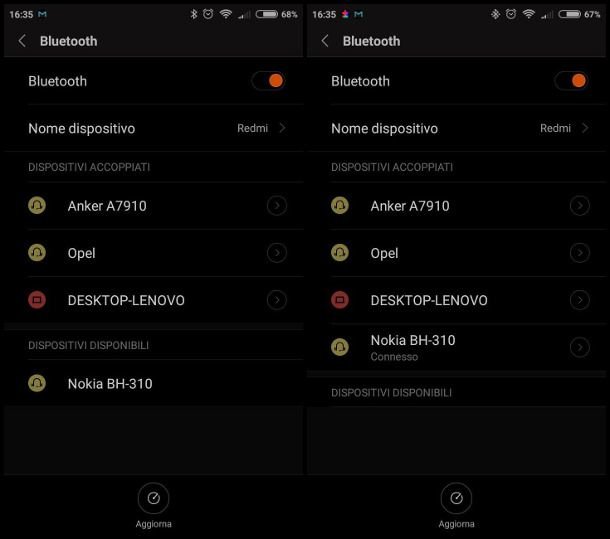 16:35 68%
Bluetooth
Bluetooth
Nome dispositivo Redmi
DISPOSITIVI ACCOPPIATI
Anker A7910
Opel
DESKTOP-LENOVO
DISPOSITIVI DISPONIBILI
Nokia BH-310
Aggiorna
16:35 67%
Bluetooth
Bluetooth
Nome dispositivo Redmi
DISPOSITIVI ACCOPPIATI
Anker A7910
Opel
DESKTOP-LENOVO
Nokia BH-310
Connesso
DISPOSITIVI DISPONIBILI
Aggiorna